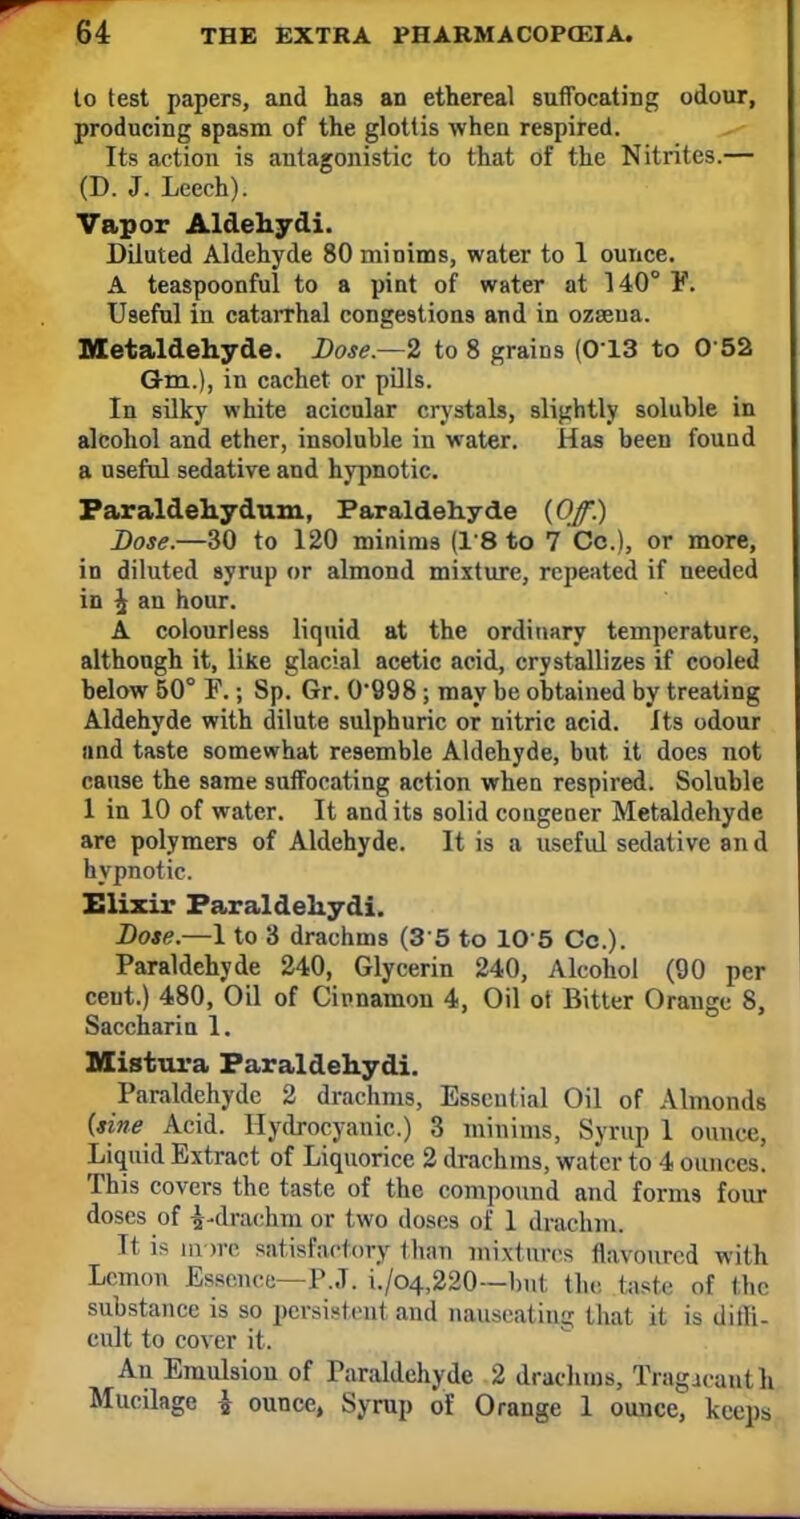 64 THE EXTRA PHARMACOPŒIA.
to test papers, and has an ethereal suffocating odour,
producing spasm of the glottis when respired.
Its action is antagonistic to that of the Nitrites.—
(D. J. Leech).
Vapor Aldehydi.
Diluted Aldehyde 80 minims, water to 1 ounce.
A teaspoonful to a pint of water at 140° F.
Useful in catarrhal congestions and in ozæna.
Metaldehyde. Dose.—2 to 8 grains (0·13 to 0·52
Gm.), in cachet or pills.
In silky white acicular crystals, slightly soluble in
alcohol and ether, insoluble in water. Has been found
a useful sedative and hypnotic.
Paraldehydum, Paraldehyde (Off.)
Dose.—30 to 120 minims (1·8 to 7 Cc.), or more,
in diluted syrup or almond mixture, repeated if needed
in ½ an hour.
A colourless liquid at the ordinary temperature,
although it, like glacial acetic acid, crystallizes if cooled
below 50° F.; Sp. Gr. 0·998; may be obtained by treating
Aldehyde with dilute sulphuric or nitric acid. Its odour
and taste somewhat resemble Aldehyde, but it does not
cause the same suffocating action when respired. Soluble
1 in 10 of water. It and its solid congener Metaldehyde
are polymers of Aldehyde. It is a useful sedative and
hypnotic.
Elixir Paraldehydi.
Dose.—1 to 3 drachms (3·5 to 10·5 Cc.).
Paraldehyde 240, Glycerin 240, Alcohol (90 per
cent.) 480, Oil of Cinnamon 4, Oil of Bitter Orange 8,
Saccharin 1.
Mistura Paraldehydi.
Paraldehyde 2 drachms, Essential Oil of Almonds
(sine Acid. Hydrocyanic.) 3 minims, Syrup 1 ounce,
Liquid Extract of Liquorice 2 drachms, water to 4 ounces.
This covers the taste of the compound and forms four
doses of ½-drachm or two doses of 1 drachm.
It is more satisfactory than mixtures flavoured with
Lemon Essence—P.J. i./04,220—but the taste of the
substance is so persistent and nauseating that it is diffi-
cult to cover it.
An Emulsion of Paraldehyde 2 drachms, Tragacanth
Mucilage ½ ounce, Syrup of Orange 1 ounce, keeps